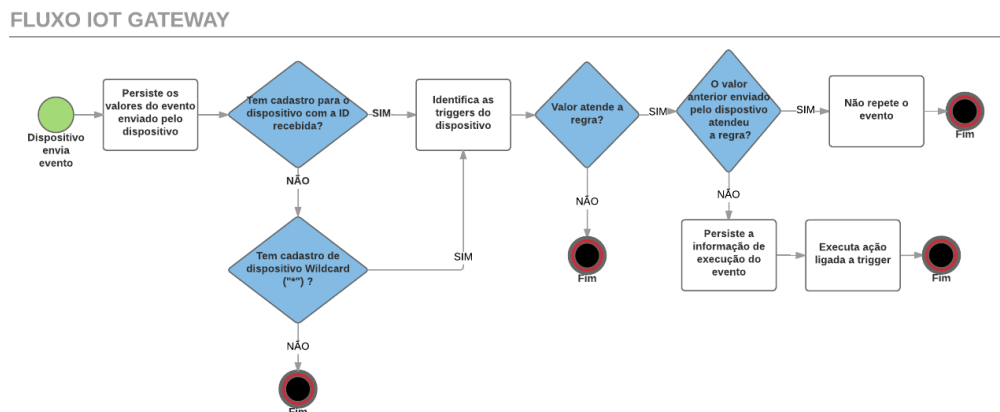 FLUXO IOT GATEWAY
Dispositivo
envia
evento
Persiste os
valores do evento
enviado pelo
dispositivo
Tem cadastro para o
dispositivo com a ID
recebida?
SIM
NÃO
Tem cadastro de
dispositivo Wildcard
("*") ?
SIM
NÃO
Fim
Identifica as
triggers do
dispositivo
Valor atende a
regra?
SIM
NÃO
Fim
O valor
anterior enviado
pelo dispostivo
atendeu
a regra?
SIM
Não repete o
evento
Fim
NÃO
Persiste a
informação de
execução do
evento
Executa ação
ligada a trigger
Fim